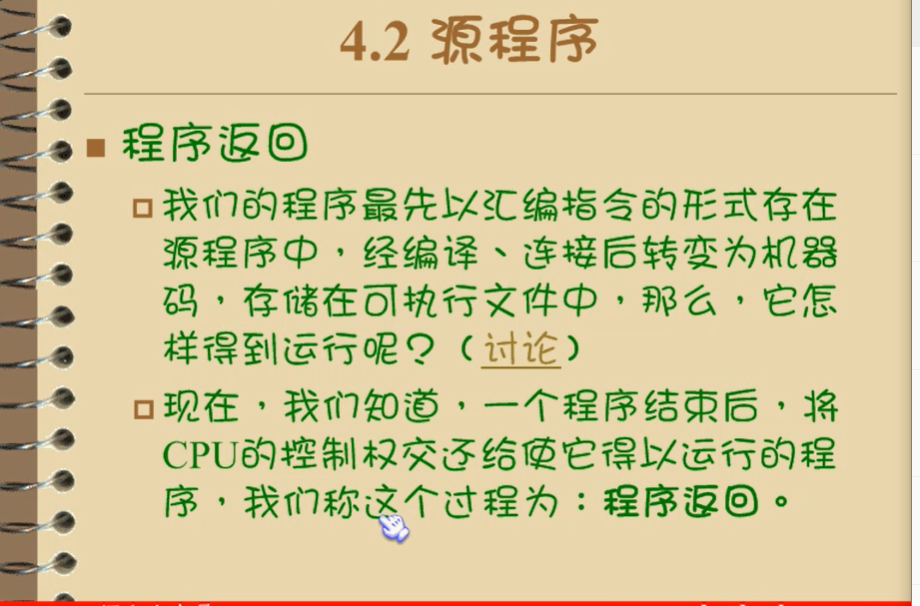 4.2 源程序
程序返回
我们的程序最先以汇编指令的形式存在
源程序中，经编译、连接后转变为机器
码，存储在可执行文件中，那么，它怎
样得到运行呢？（讨论）
现在，我们知道，一个程序结束后，将
CPU的控制权交还给使它得以运行的程
序，我们称这个过程为：程序返回。